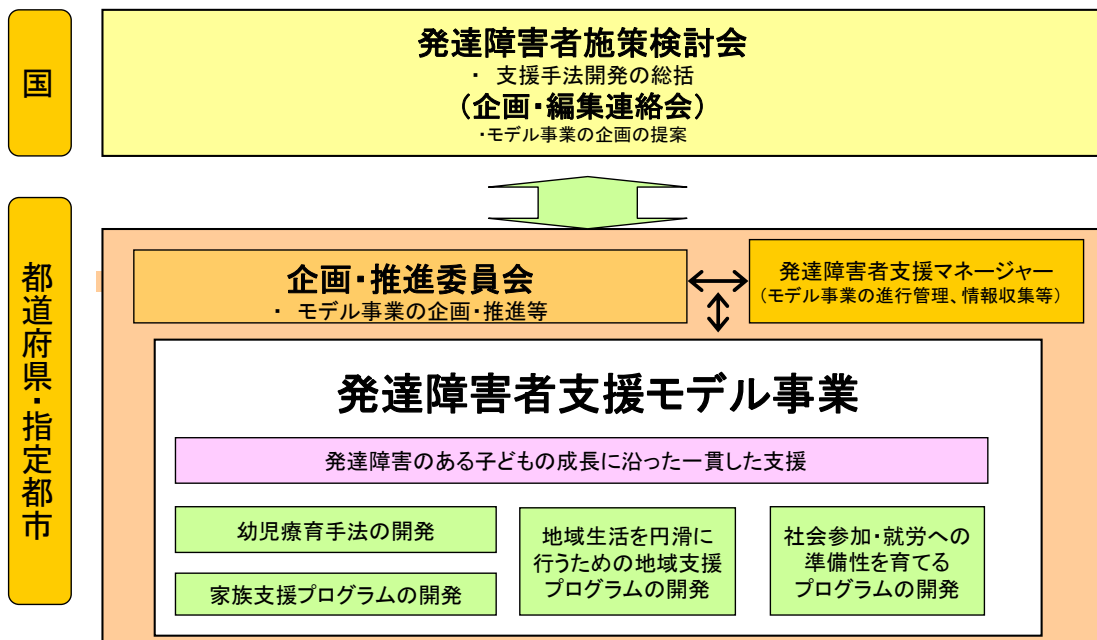 国
発達障害者施策検討会
・ 支援手法開発の総括
（企画・編集連絡会）
・モデル事業の企画の提案
都道府県・指定都市
企画・推進委員会
・ モデル事業の企画・推進等
発達障害者支援マネージャー
（モデル事業の進行管理、情報収集等）
発達障害者支援モデル事業
発達障害のある子どもの成長に沿った一貫した支援
幼児療育手法の開発
家族支援プログラムの開発
地域生活を円滑に
行うための地域支援
プログラムの開発
社会参加・就労への
準備性を育てる
プログラムの開発